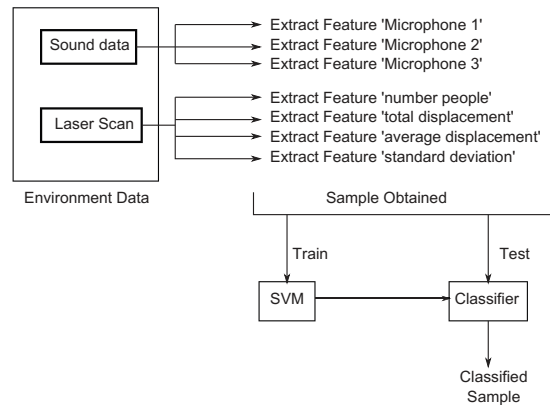 Sound data
Extract Feature 'Microphone 1'
Extract Feature 'Microphone 2'
Extract Feature 'Microphone 3'
Laser Scan
Extract Feature 'number people'
Extract Feature 'total displacement'
Extract Feature 'average displacement'
Extract Feature 'standard deviation'
Environment Data
Sample Obtained
Train
Test
SVM
Classifier
Classified
Sample